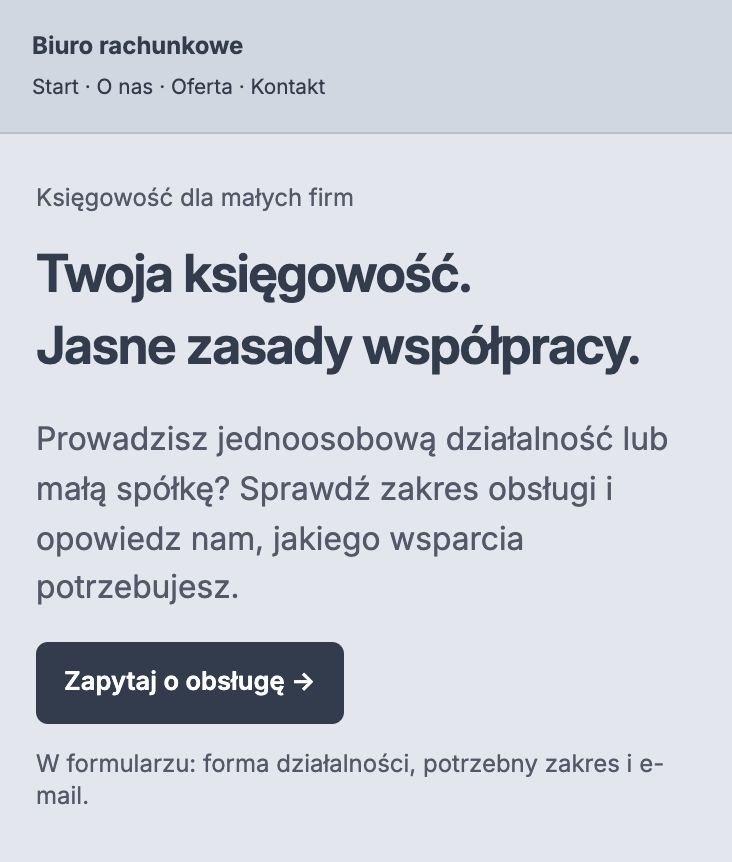 Biuro rachunkowe
Start · O nas · Oferta · Kontakt
Księgowość dla małych firm
Twoja księgowość.
Jasne zasady współpracy.
Prowadzisz jednoosobową działalność lub
małą spółkę? Sprawdź zakres obsługi i
opowiedz nam, jakiego wsparcia
potrzebujesz.
Zapytaj o obsługę →
W formularzu: forma działalności, potrzebny zakres i e-
mail.